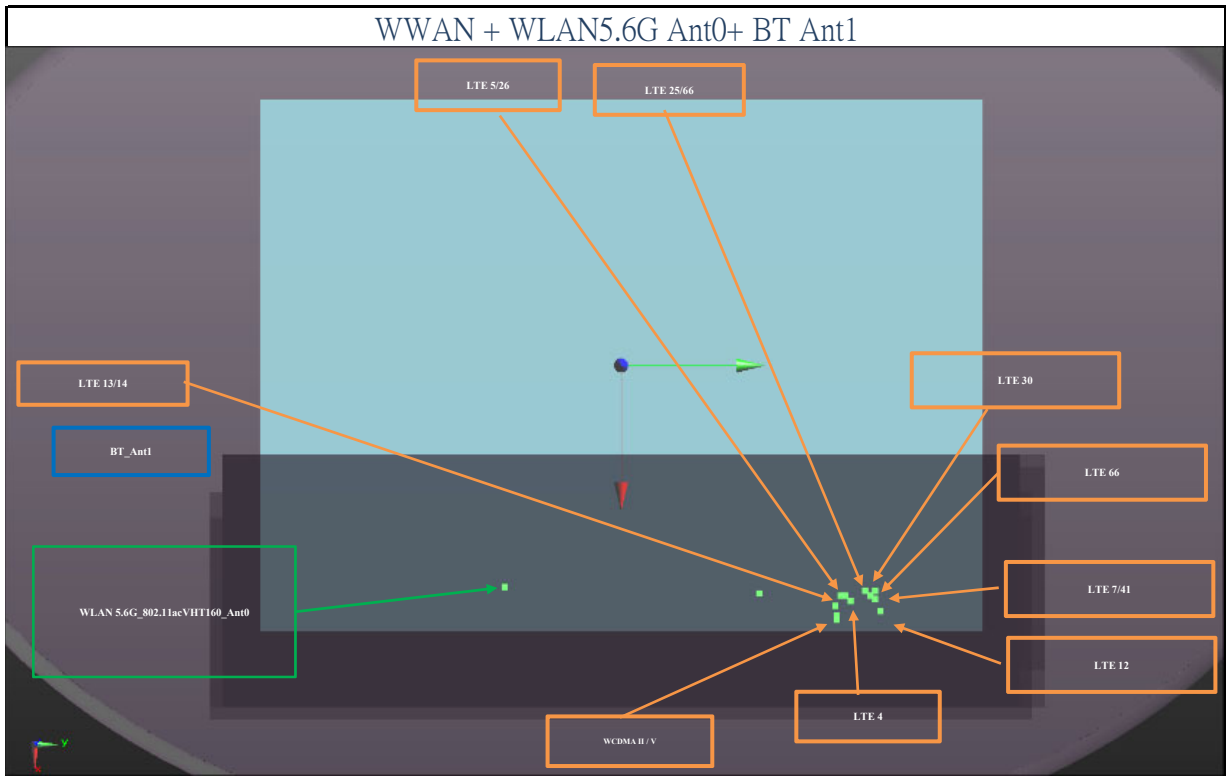 WWAN + WLAN5.6G Ant0+ BT Ant1
LTE 5/26
LTE 25/66
LTE 13/14
LTE 30
BT_Ant1
LTE 66
WLAN 5.6G_802.11acVHT160_Ant0
LTE 7/41
LTE 12
LTE 4
WCDMA II / V
Y
X